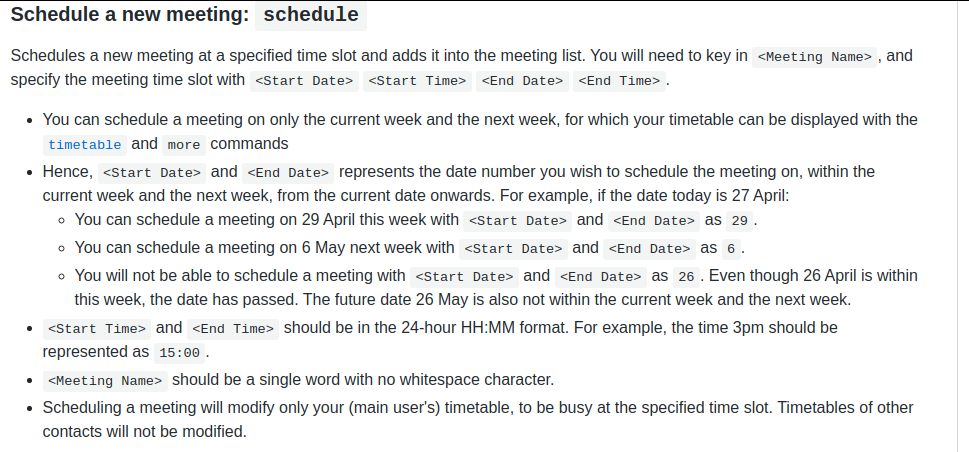 Schedule a new meeting: schedule
Schedules a new meeting at a specified time slot and adds it into the meeting list. You will need to key in <Meeting Name> , and
specify the meeting time slot with <Start Date> <Start Time> <End Date> <End Time> .
• You can schedule a meeting on only the current week and the next week, for which your timetable can be displayed with the
timetable and more commands
• Hence, <Start Date> and <End Date> represents the date number you wish to schedule the meeting on, within the
current week and the next week, from the current date onwards. For example, if the date today is 27 April:
◦ You can schedule a meeting on 29 April this week with <Start Date> and <End Date> as 29 .
◦ You can schedule a meeting on 6 May next week with <Start Date> and <End Date> as 6 .
◦ You will not be able to schedule a meeting with <Start Date> and <End Date> as 26 . Even though 26 April is within
this week, the date has passed. The future date 26 May is also not within the current week and the next week.
• <Start Time> and <End Time> should be in the 24-hour HH:MM format. For example, the time 3pm should be
represented as 15:00 .
• <Meeting Name> should be a single word with no whitespace character.
• Scheduling a meeting will modify only your (main user's) timetable, to be busy at the specified time slot. Timetables of other
contacts will not be modified.